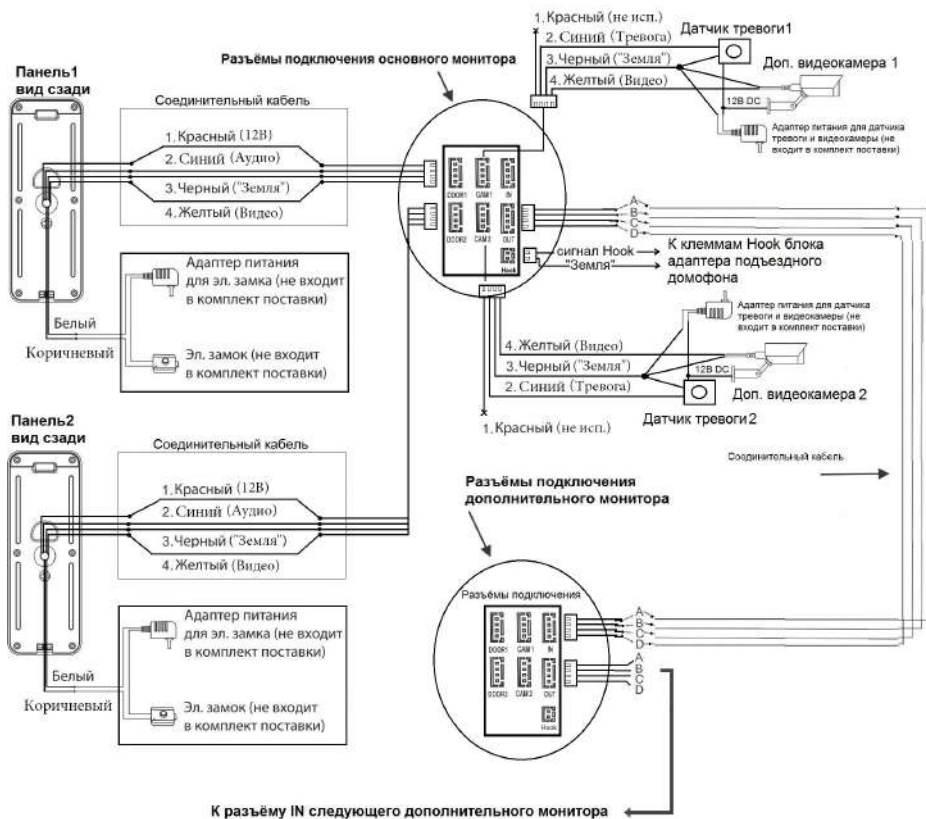 1. Красный (не исп.)
2. Синий (Тревога)
3. Черный ("Земля")
4. Желтый (Видео)
Датчик тревоги1
Доп. видеокамера 1
12В DC
Адаптер питания для датчика
тревоги и видеокамеры (не
входит в комплект поставки)
Разъёмы подключения основного монитора
Панель1
вид сзади
Соединительный кабель
1. Красный (12В)
2. Синий (Аудио)
3. Черный ("Земля")
4. Желтый (Видео)
DOOR1 CAM1 IN
DOOR2 CAM2 OUT
Hook
A
B
C
D
A
B
C
D
сигнал Hook
"Земля"
К клеммам Hook блока
адаптера подъездного
домофона
Адаптер питания
для эл. замка (не входит
в комплект поставки)
Белый
Коричневый
Эл. замок (не входит
в комплект поставки)
Адаптер питания для датчика
тревоги и видеокамеры (не
входит в комплект поставки)
4. Желтый (Видео)
3. Черный ("Земля")
2. Синий (Тревога)
1. Красный (не исп.)
12В DC
Доп. видеокамера 2
Датчик тревоги2
Панель2
вид сзади
Соединительный кабель
1. Красный (12В)
2. Синий (Аудио)
3. Черный ("Земля")
4. Желтый (Видео)
Соединительный кабель
Разъёмы подключения
дополнительного монитора
Разъёмы подключения
DOOR1 CAM1 IN
DOOR2 CAM2 OUT
Hook
A
B
C
D
A
B
C
D
A
B
C
D
Адаптер питания
для эл. замка (не входит
в комплект поставки)
Белый
Коричневый
Эл. замок (не входит
в комплект поставки)
К разъёму IN следующего дополнительного монитора